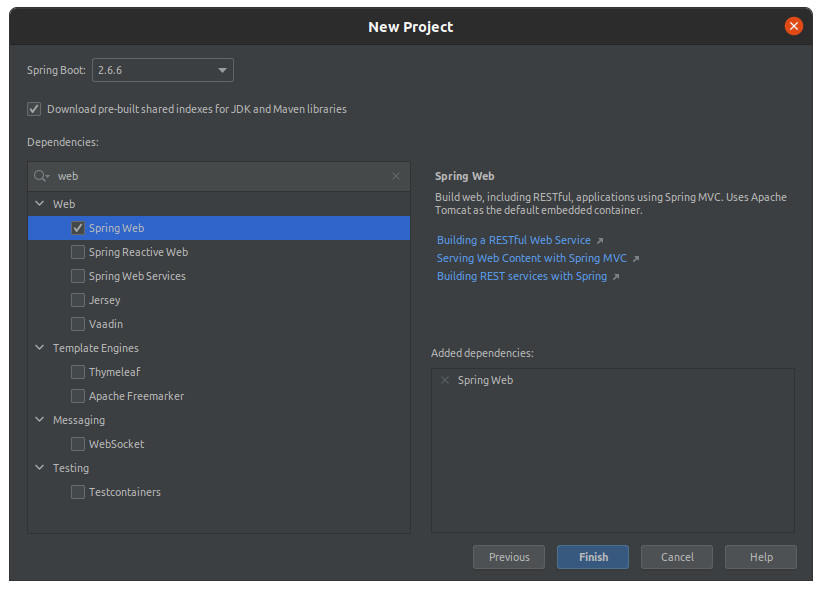 New Project
Spring Boot: 2.6.6
Download pre-built shared indexes for JDK and Maven libraries
Dependencies:
web
Web
Spring Web
Spring Reactive Web
Spring Web Services
Jersey
Vaadin
Template Engines
Thymeleaf
Apache Freemarker
Messaging
WebSocket
Testing
Testcontainers
Spring Web
Build web, including RESTful, applications using Spring MVC. Uses Apache
Tomcat as the default embedded container.
Building a RESTful Web Service
Serving Web Content with Spring MVC
Building REST services with Spring
Added dependencies:
Spring Web
Previous Finish Cancel Help